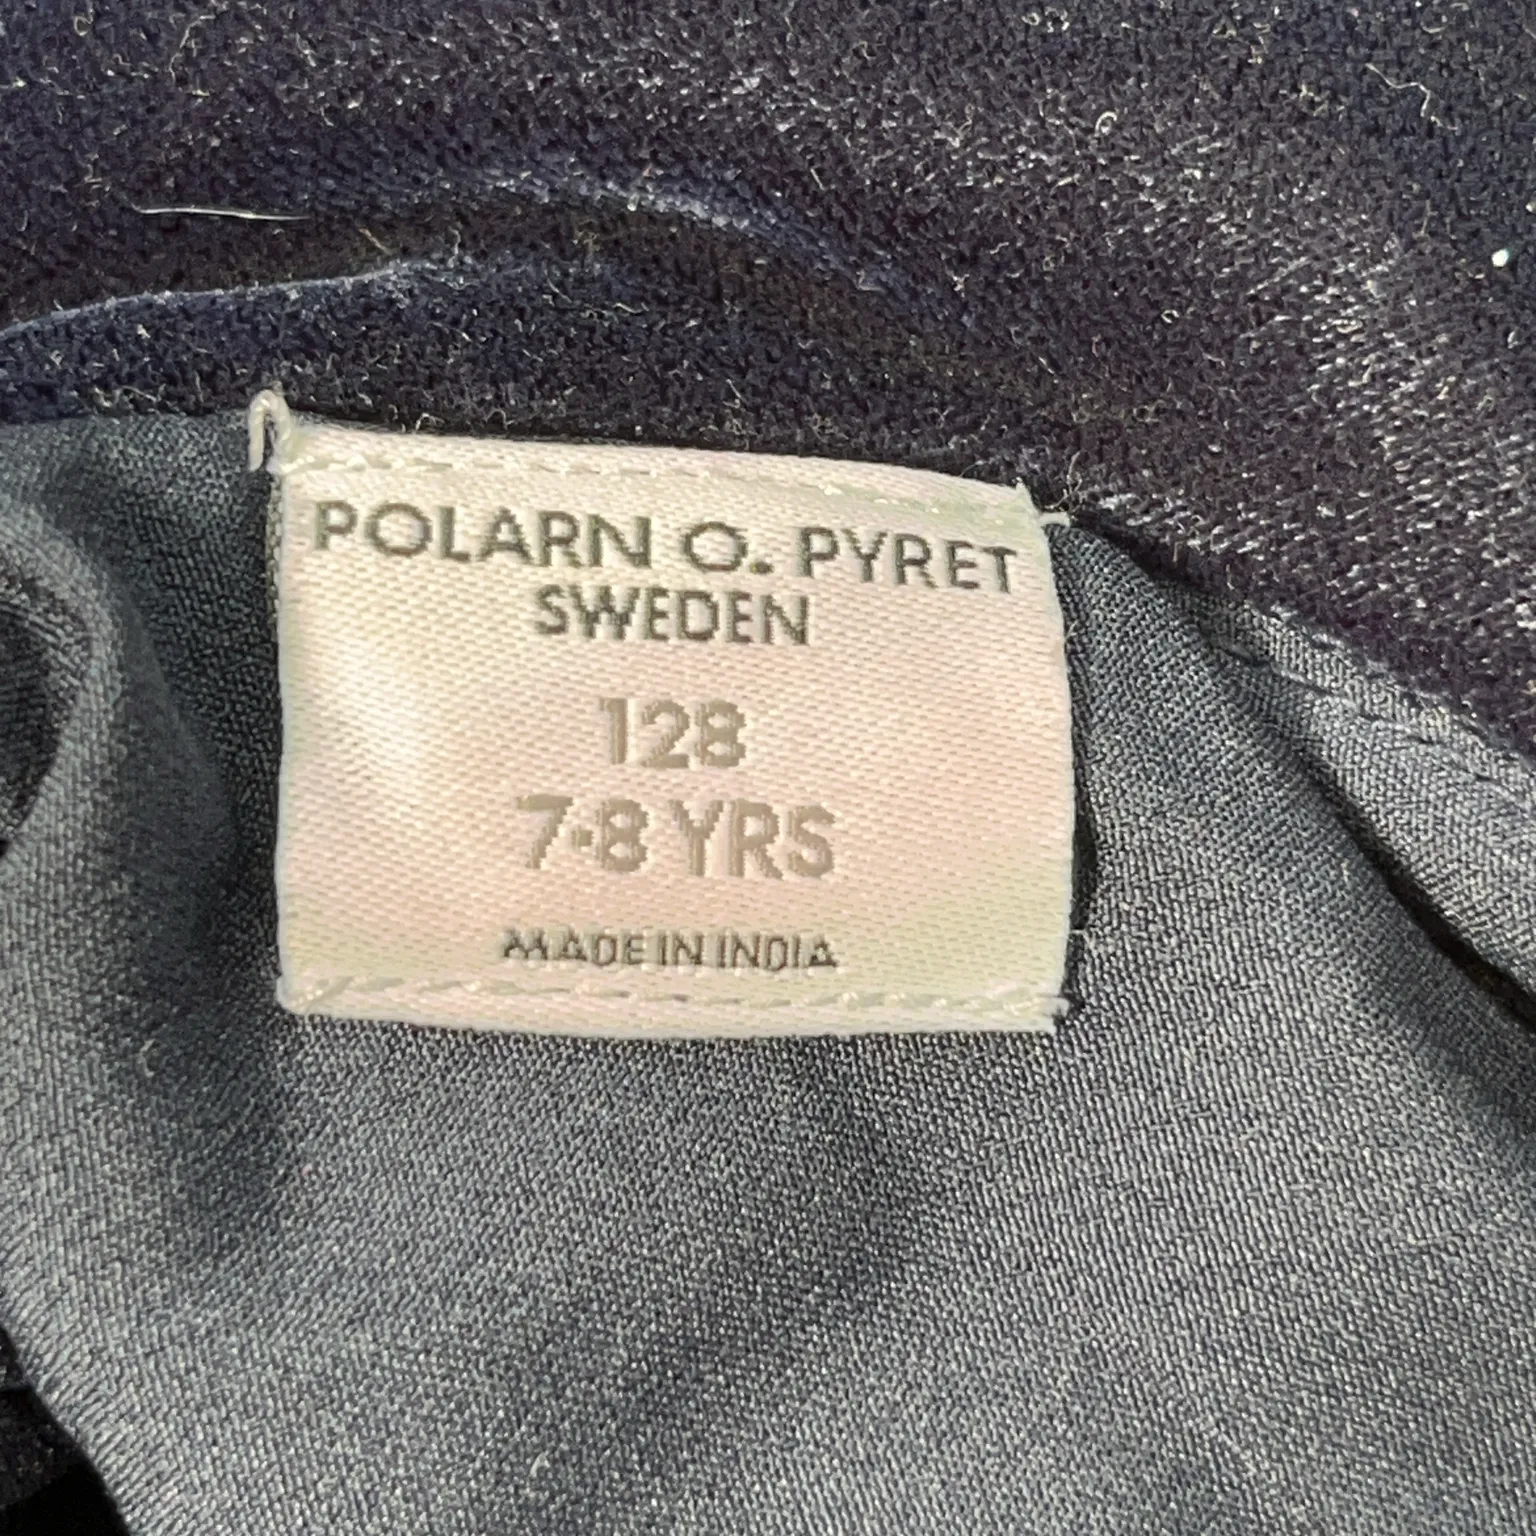 POLARN O. PYRET
SWEDEN
128
7-8 YRS
MADE IN INDIA